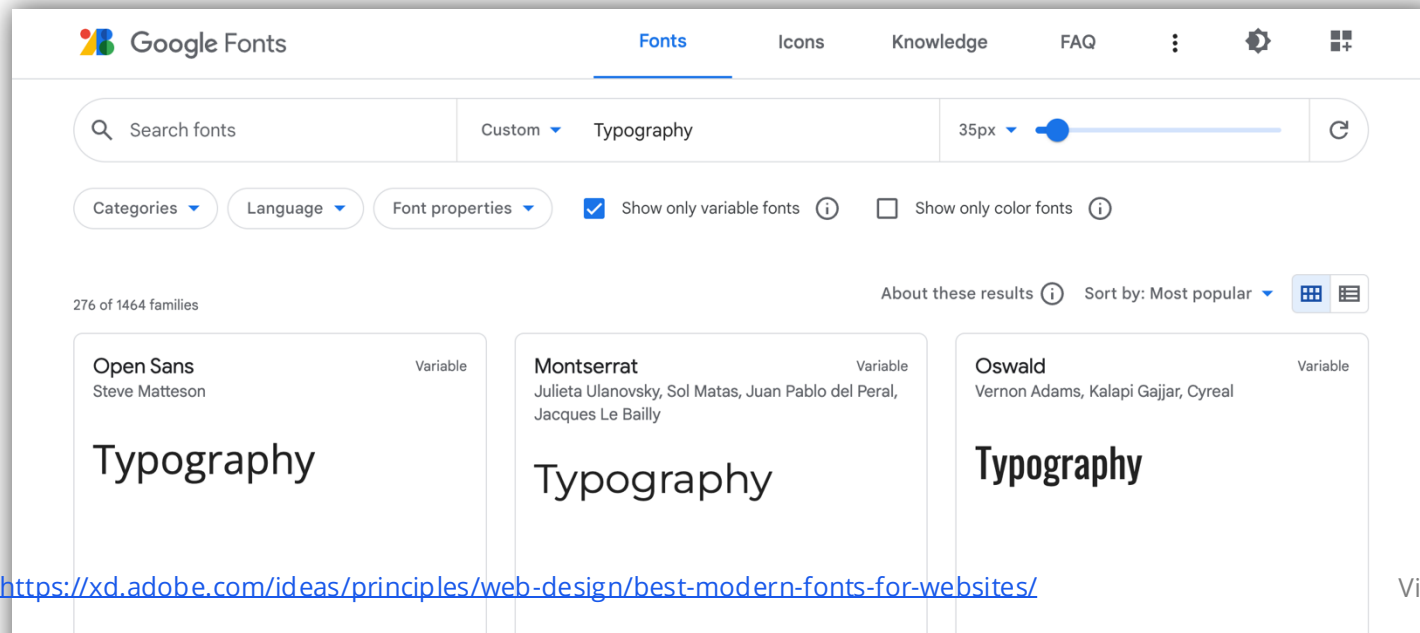 Google Fonts Fonts Icons Knowledge FAQ
Search fonts Custom Typography 35px
Categories Language Font properties Show only variable fonts Show only color fonts
About these results Sort by: Most popular
276 of 1464 families
Open Sans Variable
Steve Matteson
Typography
Montserrat Variable
Julieta Ulanovsky, Sol Matas, Juan Pablo del Peral,
Jacques Le Bailly
Typography
Oswald Variable
Vernon Adams, Kalapi Gajjar, Cyreal
Typography
https://xd.adobe.com/ideas/principles/web-design/best-modern-fonts-for-websites/ Vi